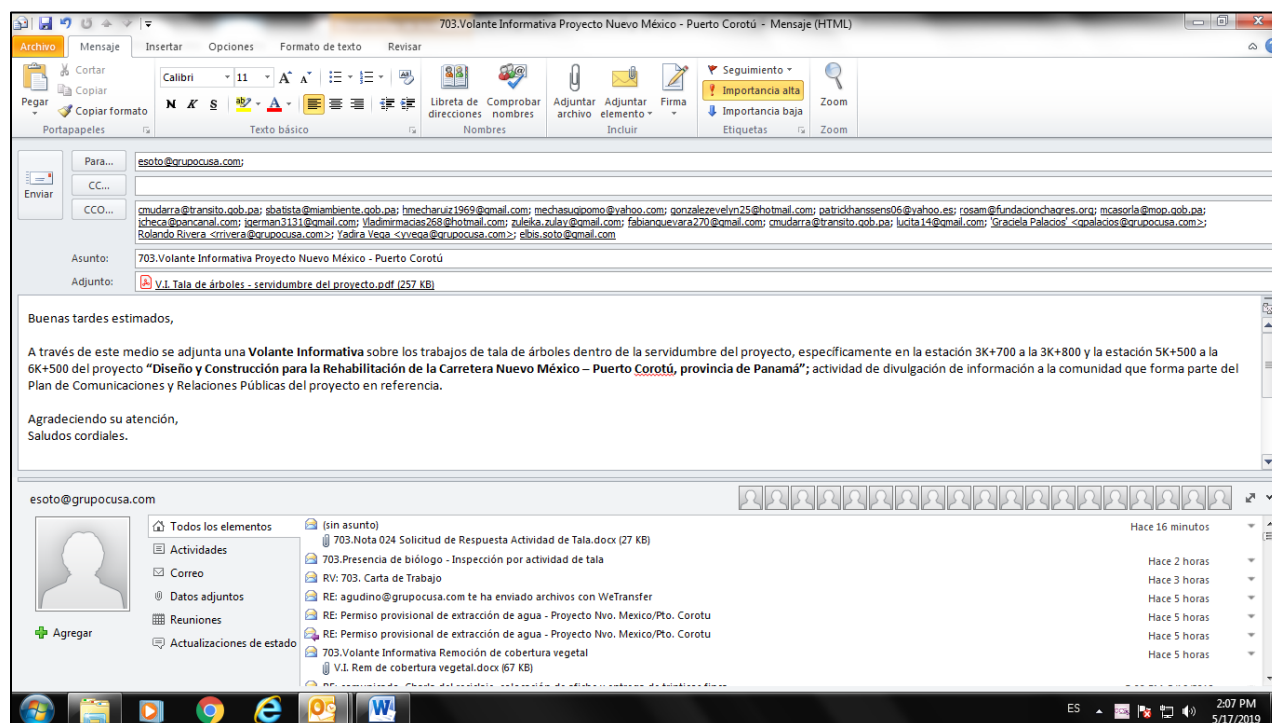 703.Volante Informativa Proyecto Nuevo México - Puerto Corotú - Mensaje (HTML)
Archivo Mensaje Insertar Opciones Formato de texto Revisar
Pegar
Cortar
Copiar
Copiar formato
Portapapeles
Calibri 11
N K S
Texto básico
Libreta de direcciones
Comprobar nombres
Nombres
Adjuntar archivo
Adjuntar elemento
Firma
Incluir
Seguimiento
Importancia alta
Importancia baja
Etiquetas
Zoom
Zoom
Enviar
Para... esoto@grupocusa.com;
CC...
CCO... cmudarra@transito.gob.pa; sbatista@miambiente.gob.pa; hmecharuiz1969@gmail.com; mechasugipomo@yahoo.com; gonzalezevelyn25@hotmail.com; patrickhanssens06@yahoo.es; rosam@fundacionchagres.org; mcasorla@mop.gob.pa;
jcheca@pancanal.com; jgerman3131@gmail.com; Vladimirmacias268@hotmail.com; zuleika.zulay@gmail.com; fabianguevara270@gmail.com; cmudarra@transito.gob.pa; lucita14@gmail.com; 'Graciela Palacios' <gpalacios@grupocusa.com>;
Rolando Rivera <rrivera@grupocusa.com>; Yadira Vega <yvega@grupocusa.com>; elbis.soto@gmail.com
Asunto: 703.Volante Informativa Proyecto Nuevo México - Puerto Corotú
Adjunto: V.I. Tala de árboles - servidumbre del proyecto.pdf (257 KB)
Buenas tardes estimados,
A través de este medio se adjunta una Volante Informativa sobre los trabajos de tala de árboles dentro de la servidumbre del proyecto, específicamente en la estación 3K+700 a la 3K+800 y la estación 5K+500 a la
6K+500 del proyecto “Diseño y Construcción para la Rehabilitación de la Carretera Nuevo México – Puerto Corotú, provincia de Panamá”; actividad de divulgación de información a la comunidad que forma parte del
Plan de Comunicaciones y Relaciones Públicas del proyecto en referencia.
Agradeciendo su atención,
Saludos cordiales.
esoto@grupocusa.com
Agregar
Todos los elementos
Actividades
Correo
Datos adjuntos
Reuniones
Actualizaciones de estado
(sin asunto) Hace 16 minutos
703.Nota 024 Solicitud de Respuesta Actividad de Tala.docx (27 KB)
703.Presencia de biólogo - Inspección por actividad de tala Hace 2 horas
RV: 703. Carta de Trabajo Hace 3 horas
RE: agudino@grupocusa.com te ha enviado archivos con WeTransfer Hace 5 horas
RE: Permiso provisional de extracción de agua - Proyecto Nvo. Mexico/Pto. Corotu Hace 5 horas
RE: Permiso provisional de extracción de agua - Proyecto Nvo. Mexico/Pto. Corotu Hace 5 horas
703.Volante Informativa Remoción de cobertura vegetal Hace 5 horas
V.I. Rem de cobertura vegetal.docx (67 KB)
ES
2:07 PM
5/17/2019